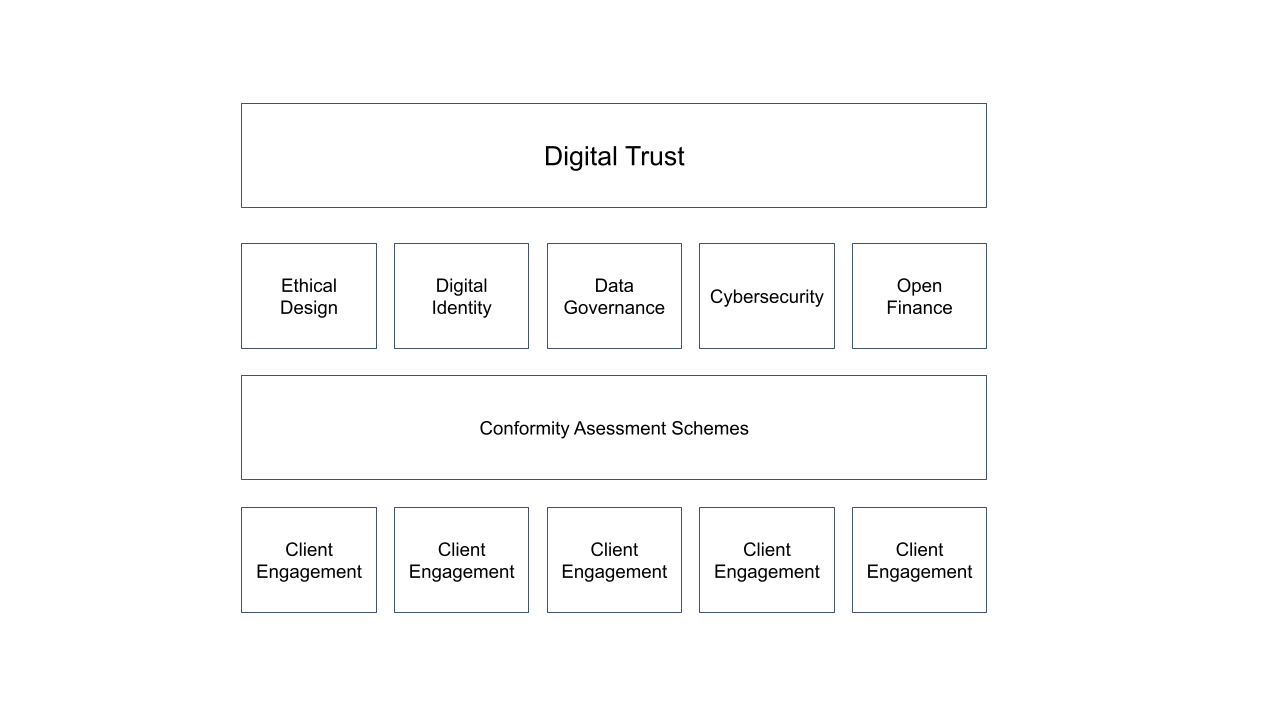 Digital Trust
Ethical
Design
Digital
Identity
Data
Governance
Cybersecurity
Open
Finance
Conformity Asessment Schemes
Client
Engagement
Client
Engagement
Client
Engagement
Client
Engagement
Client
Engagement